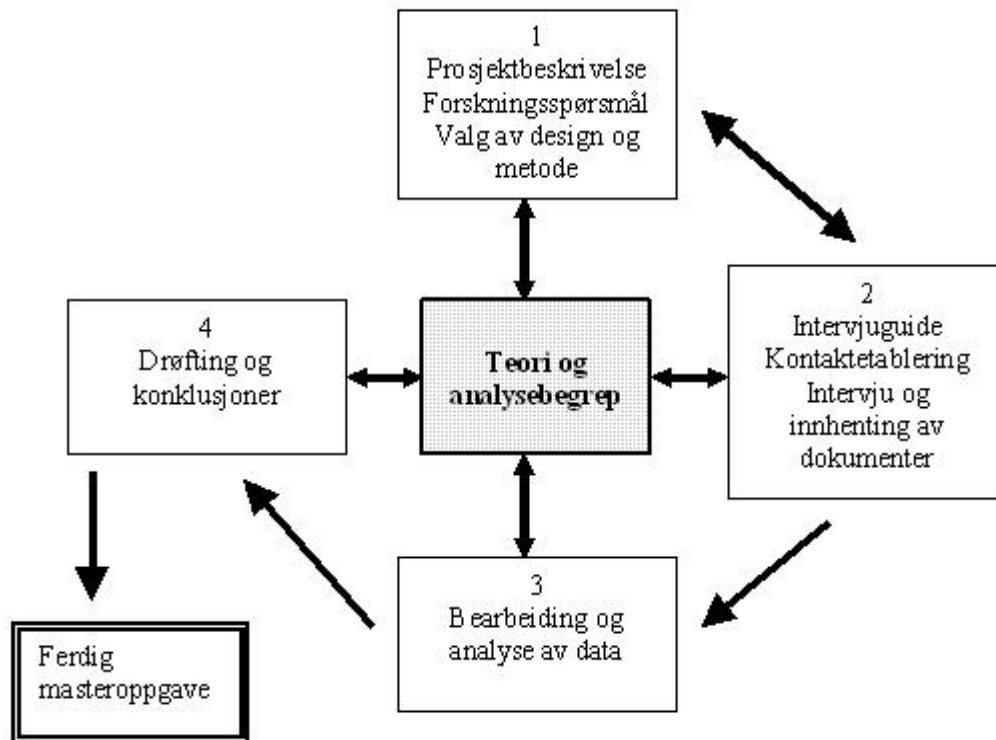 1
Prosjektbeskrivelse
Forskningsspørsmål
Valg av design og
metode
2
Intervjuguide
Kontaktetablering
Intervju og
innhenting av
dokumenter
4
Drøfting og
konklusjoner
Teori og
analysebegrep
3
Bearbeiding og
analyse av data
Ferdig
masteroppgave